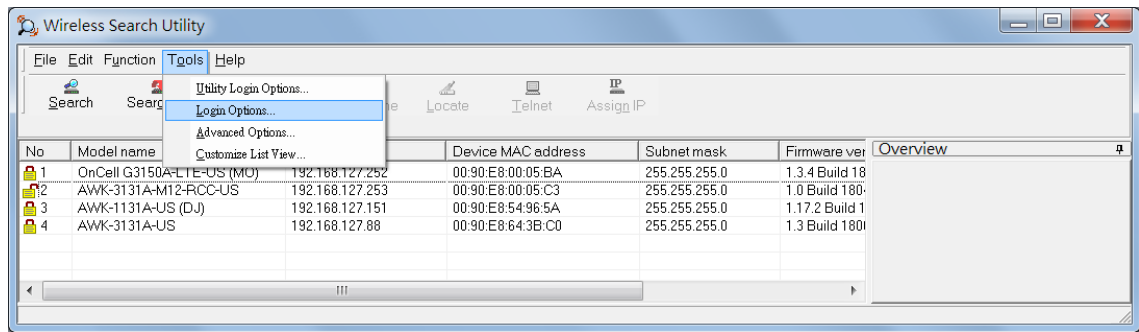 Wireless Search Utility
File Edit Function Tools Help
Search Searc e Locate Telnet Assign IP
IP
Utility Login Options...
Login Options...
Advanced Options...
Customize List View...
No Model name Device MAC address Subnet mask Firmware ver Overview
1 OnCell G3150A-LTE-US (MO) 192.168.127.252 00:90:E8:00:05:BA 255.255.255.0 1.3.4 Build 18
2 AWK-3131A-M12-RCC-US 192.168.127.253 00:90:E8:00:05:C3 255.255.255.0 1.0 Build 180
3 AWK-1131A-US (DJ) 192.168.127.151 00:90:E8:54:96:5A 255.255.255.0 1.17.2 Build 1
4 AWK-3131A-US 192.168.127.88 00:90:E8:64:3B:C0 255.255.255.0 1.3 Build 180